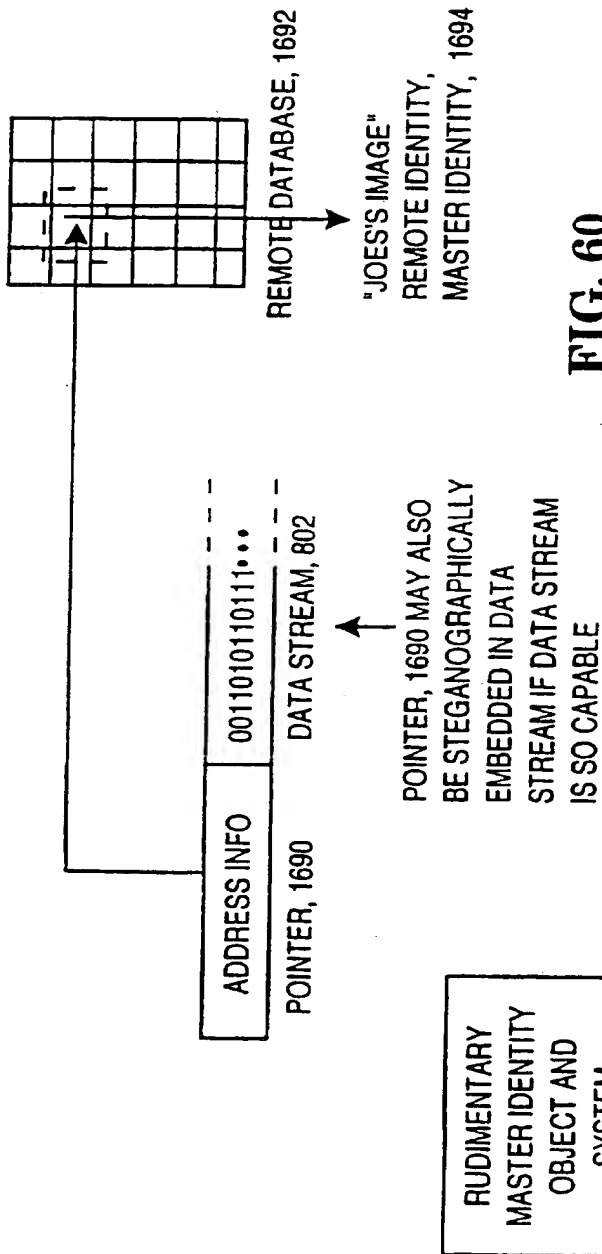 RUDIMENTARY
MASTER IDENTITY
OBJECT AND
SYSTEM
ADDRESS INFO
0011010110111•••
POINTER, 1690
DATA STREAM, 802
POINTER, 1690 MAY ALSO
BE STEGANOGRAPHICALLY
EMBEDDED IN DATA
STREAM IF DATA STREAM
IS SO CAPABLE
REMOTE DATABASE, 1692
"JOES'S IMAGE"
REMOTE IDENTITY,
MASTER IDENTITY, 1694
FIG. 60